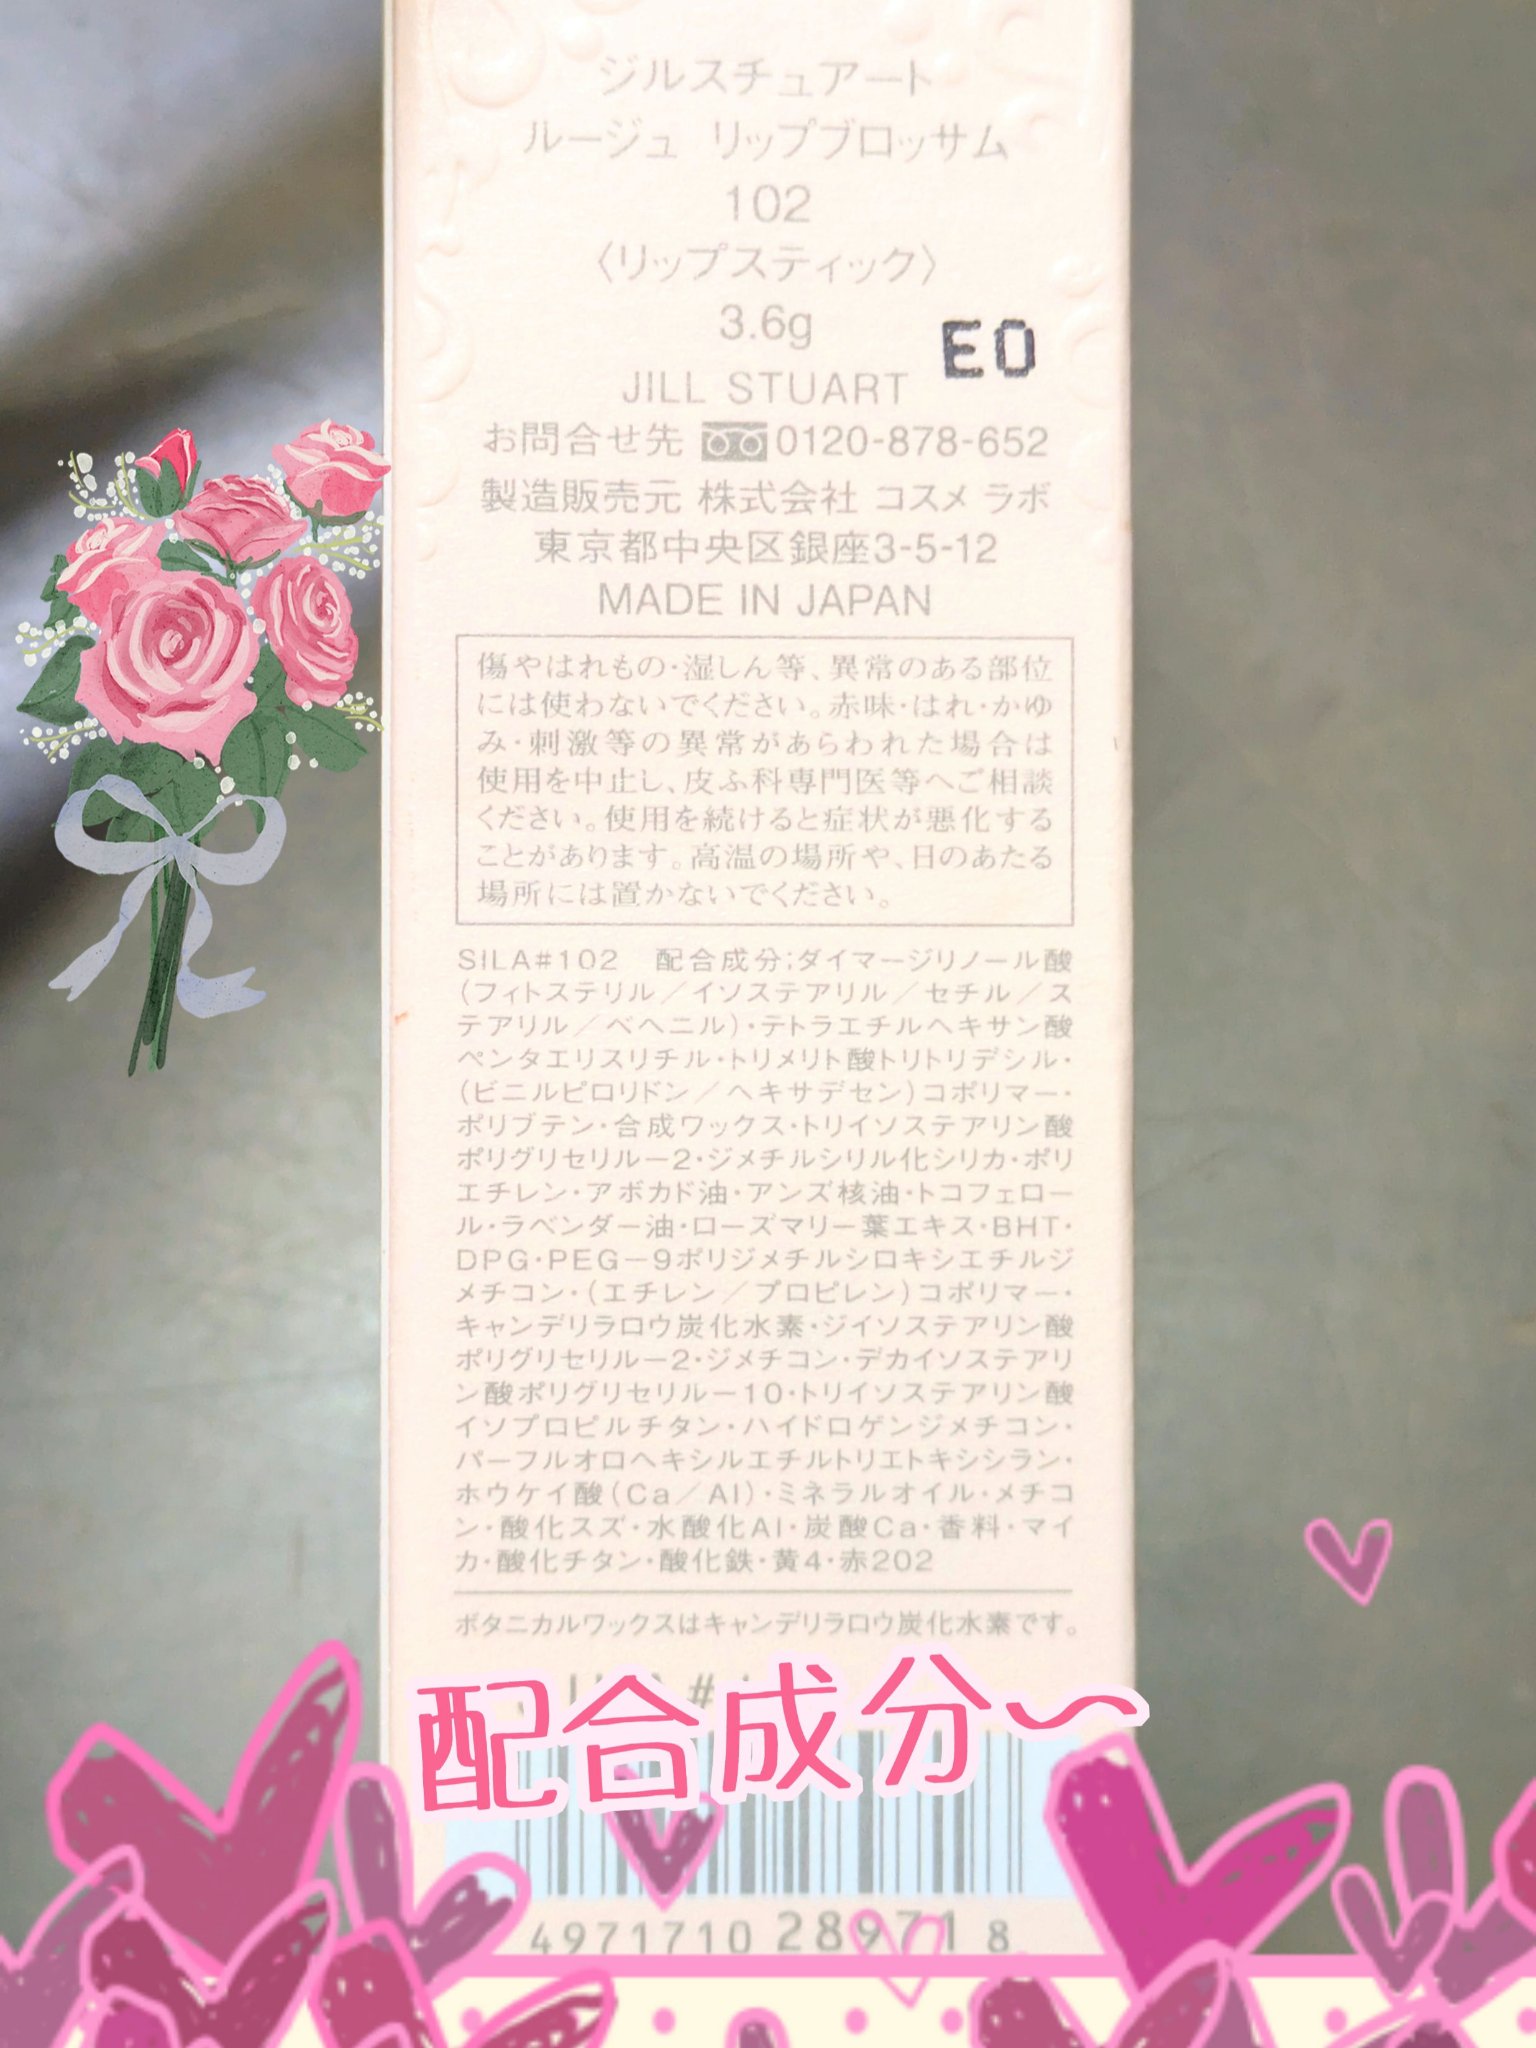 ジルスチュアート
ルージュ リップブロッサム
102
〈リップスティック〉
3.6g
E0
JILL STUART
お問合せ先 0120-878-652
製造販売元 株式会社 コスメ ラボ
東京都中央区銀座3-5-12
MADE IN JAPAN
傷やはれもの・湿しん等、異常のある部位
には使わないでください。赤味・はれ・かゆ
み・刺激等の異常があらわれた場合は
使用を中止し、皮ふ科専門医等へご相談
ください。使用を続けると症状が悪化する
ことがあります。高温の場所や、日のあたる
場所には置かないでください。
SILA#102 配合成分;ダイマージリノール酸
(フィトステリル/イソステアリル/セチル/ス
テアリル/ベヘニル)・テトラエチルヘキサン酸
ペンタエリスリチル・トリメリト酸トリトリデシル・
(ビニルピロリドン/ヘキサデセン)コポリマー・
ポリブテン・合成ワックス・トリイソステアリン酸
ポリグリセリルー2・ジメチルシリル化シリカ・ポリ
エチレン・アボカド油・アンズ核油・トコフェロー
ル・ラベンダー油・ローズマリー葉エキス・BHT・
DPG・PEG－9ポリジメチルシロキシエチルジ
メチコン・(エチレン/プロピレン)コポリマー・
キャンデリラロウ炭化水素・ジイソステアリン酸
ポリグリセリルー2・ジメチコン・デカイソステアリ
ン酸ポリグリセリルー10・トリイソステアリン酸
イソプロピルチタン・ハイドロゲンジメチコン・
パーフルオロヘキシルエチルトリエトキシシラン・
ホウケイ酸(Ca/Al)・ミネラルオイル・メチコ
ン・酸化スズ・水酸化Al・炭酸Ca・香料・マイ
カ・酸化チタン・酸化鉄・黄4・赤202
ボタニカルワックスはキャンデリラロウ炭化水素です。
配合成分〜
4971710 289718